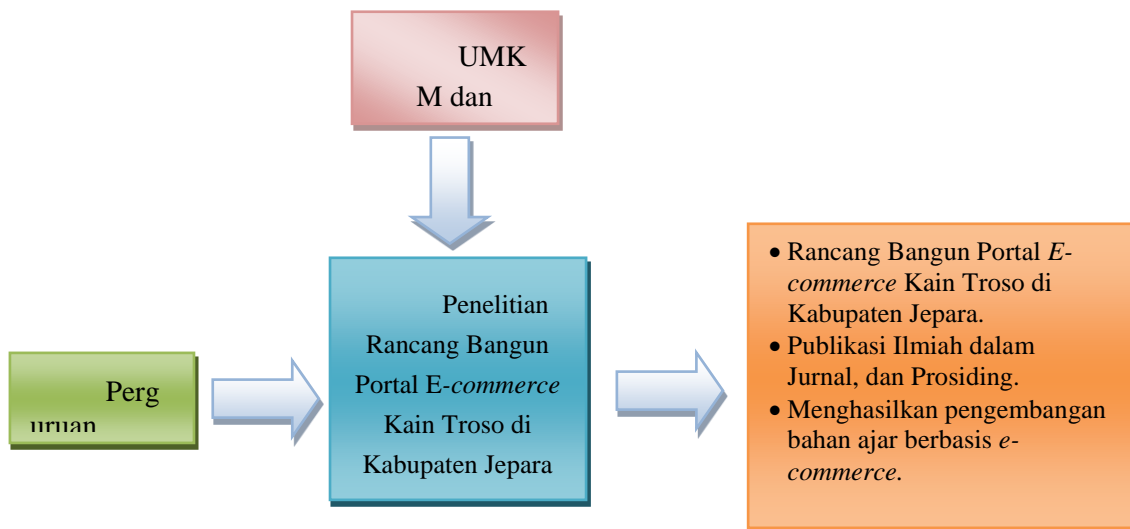 UMK
M dan
Penelitian
Rancang Bangun
Portal E-commerce
Kain Troso di
Kabupaten Jepara
Perg
uruan
• Rancang Bangun Portal E-
commerce Kain Troso di
Kabupaten Jepara.
• Publikasi Ilmiah dalam
Jurnal, dan Prosiding.
• Menghasilkan pengembangan
bahan ajar berbasis e-
commerce.